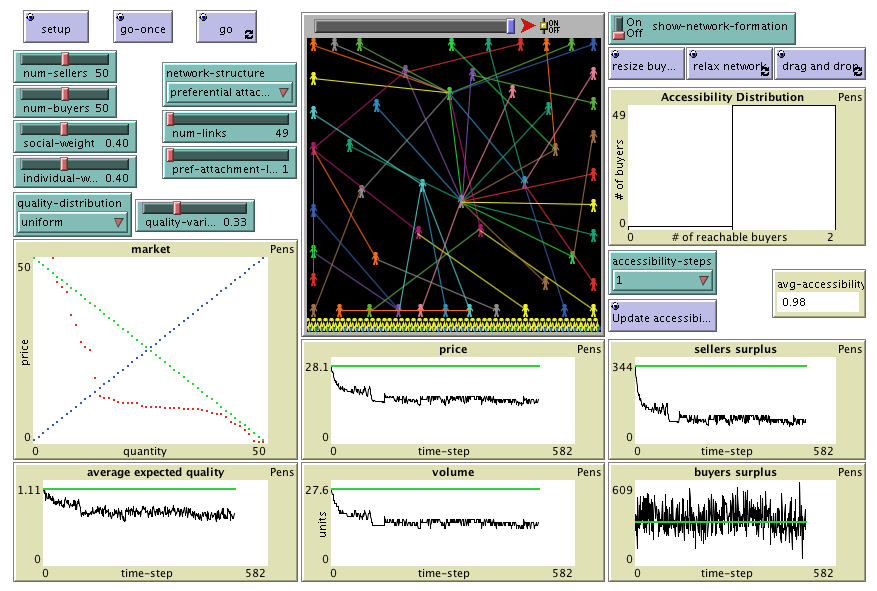 setup
go-once
go
num-sellers 50
num-buyers 50
social-weight 0.40
individual-w... 0.40
network-structure
preferential attac...
num-links 49
pref-attachment-l... 1
quality-distribution
uniform
quality-vari... 0.33
ON
OFF
On
Off
show-network-formation
resize buy...
relax network
drag and drop
Accessibility Distribution
Pens
49
# of buyers
0
0
# of reachable buyers
2
accessibility-steps
1
Update accessibi...
avg-accessibility
0.98
market
Pens
50
price
0
0
quantity
50
price
Pens
28.1
0
0
time-step
582
sellers surplus
Pens
344
0
0
time-step
582
average expected quality
Pens
1.11
0
0
time-step
582
volume
Pens
27.6
units
0
0
time-step
582
buyers surplus
Pens
609
0
0
time-step
582